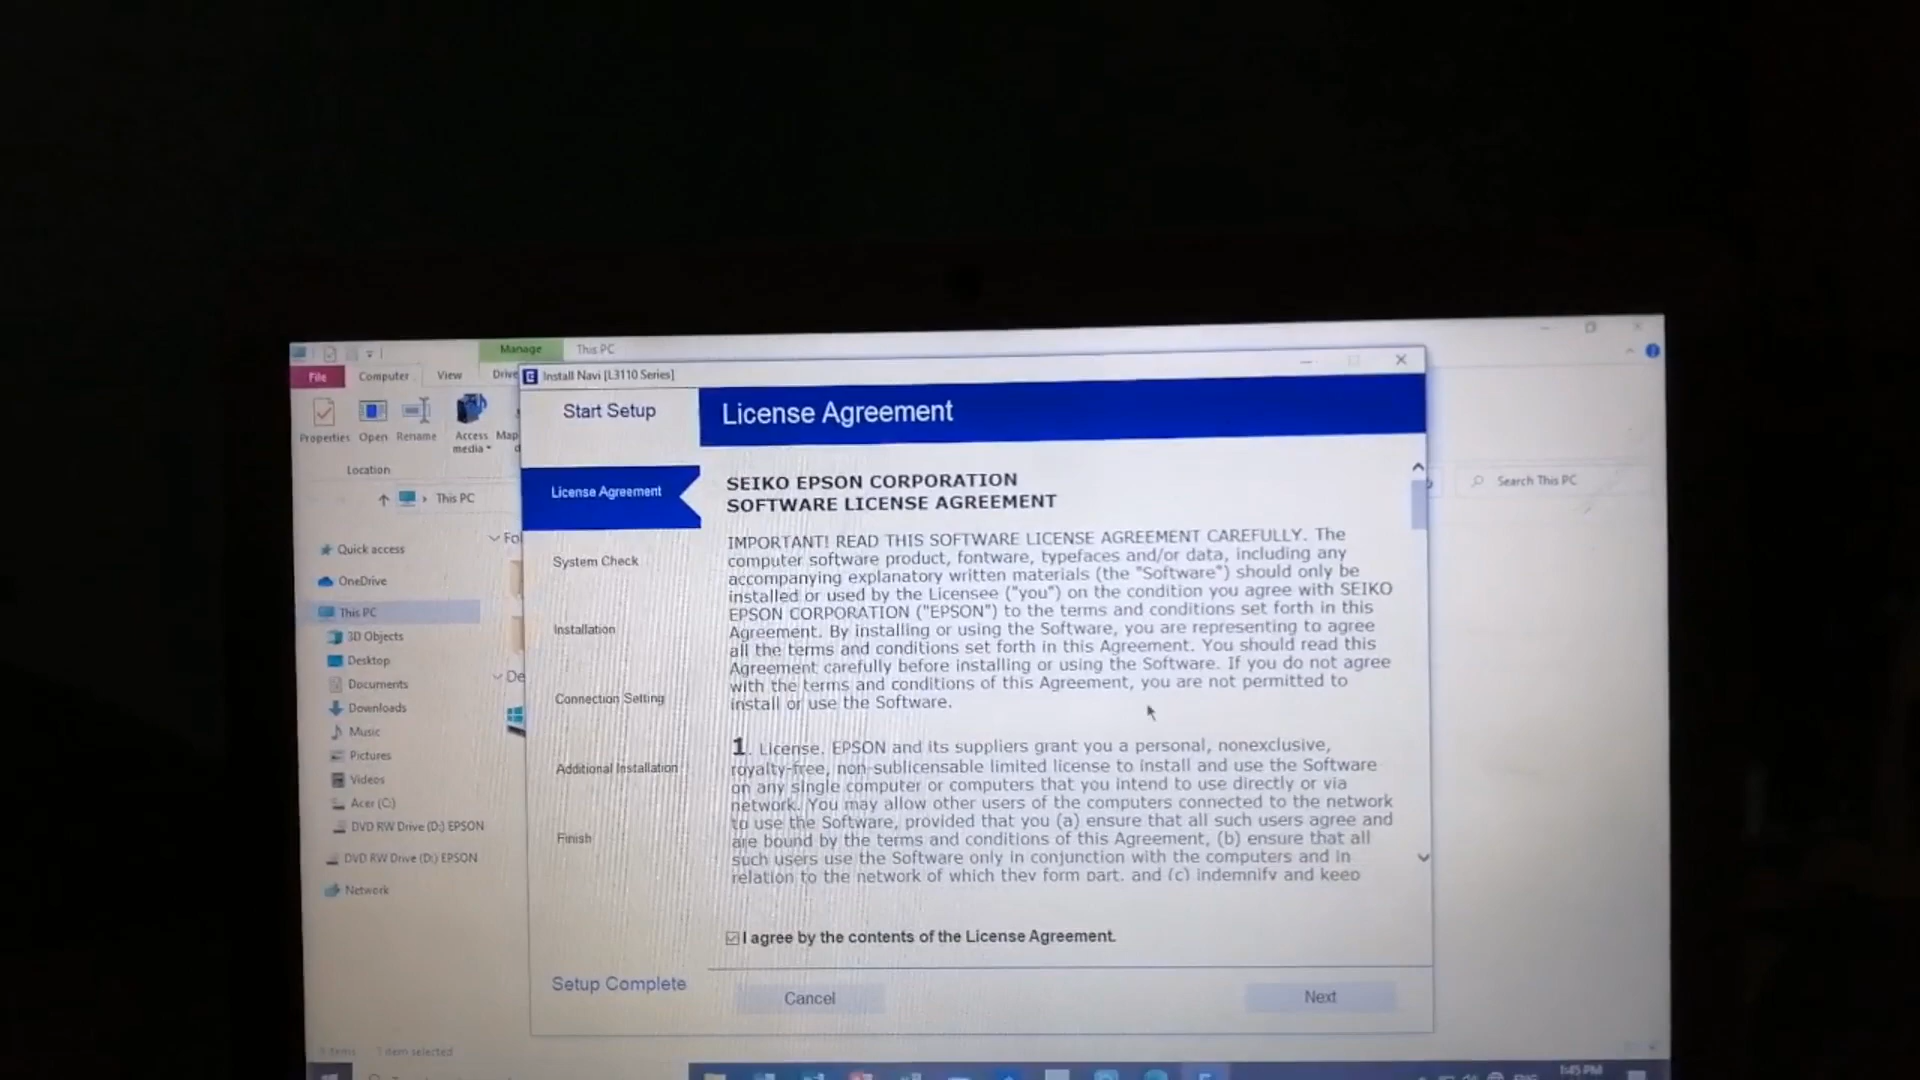 Manage
This PC
File
Computer
View
Drive
Install Navi [L3110 Series]
Properties
Open
Rename
Access
media
Map
Location
This PC
Search This PC
Quick access
OneDrive
This PC
3D Objects
Desktop
Documents
Downloads
Music
Pictures
Videos
Acer (C:)
DVD RW Drive (D:) EPSON
DVD RW Drive (D:) EPSON
Network
Fo
De
Start Setup
License Agreement
System Check
Installation
Connection Setting
Additional Installation
Finish
Setup Complete
License Agreement
SEIKO EPSON CORPORATION
SOFTWARE LICENSE AGREEMENT
IMPORTANT! READ THIS SOFTWARE LICENSE AGREEMENT CAREFULLY. The
computer software product, fontware, typefaces and/or data, including any
accompanying explanatory written materials (the "Software") should only be
installed or used by the Licensee ("you") on the condition you agree with SEIKO
EPSON CORPORATION ("EPSON") to the terms and conditions set forth in this
Agreement. By installing or using the Software, you are representing to agree
all the terms and conditions set forth in this Agreement. You should read this
Agreement carefully before installing or using the Software. If you do not agree
with the terms and conditions of this Agreement, you are not permitted to
install or use the Software.
1. License. EPSON and its suppliers grant you a personal, nonexclusive,
royalty-free, non-sublicensable limited license to install and use the Software
on any single computer or computers that you intend to use directly or via
network. You may allow other users of the computers connected to the network
to use the Software, provided that you (a) ensure that all such users agree and
are bound by the terms and conditions of this Agreement, (b) ensure that all
such users use the Software only in conjunction with the computers and in
relation to the network of which they form part, and (c) indemnify and keep
I agree by the contents of the License Agreement.
Cancel
Next
1 item selected
ENG
1:45 PM